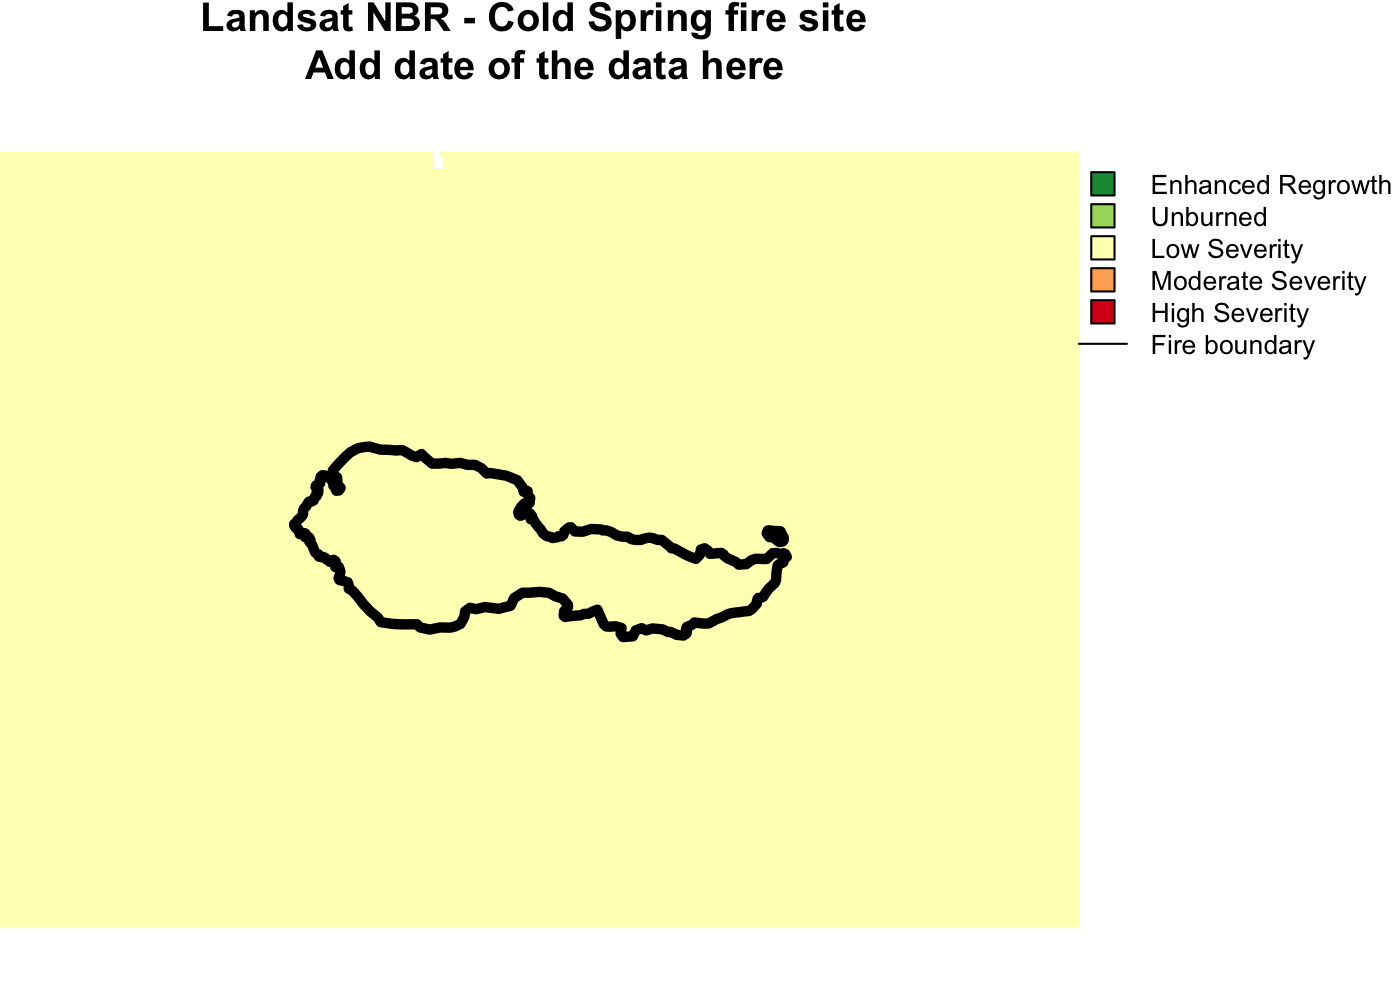 Landsat NBR - Cold Spring fire site
Add date of the data here
Enhanced Regrowth
Unburned
Low Severity
Moderate Severity
High Severity
Fire boundary